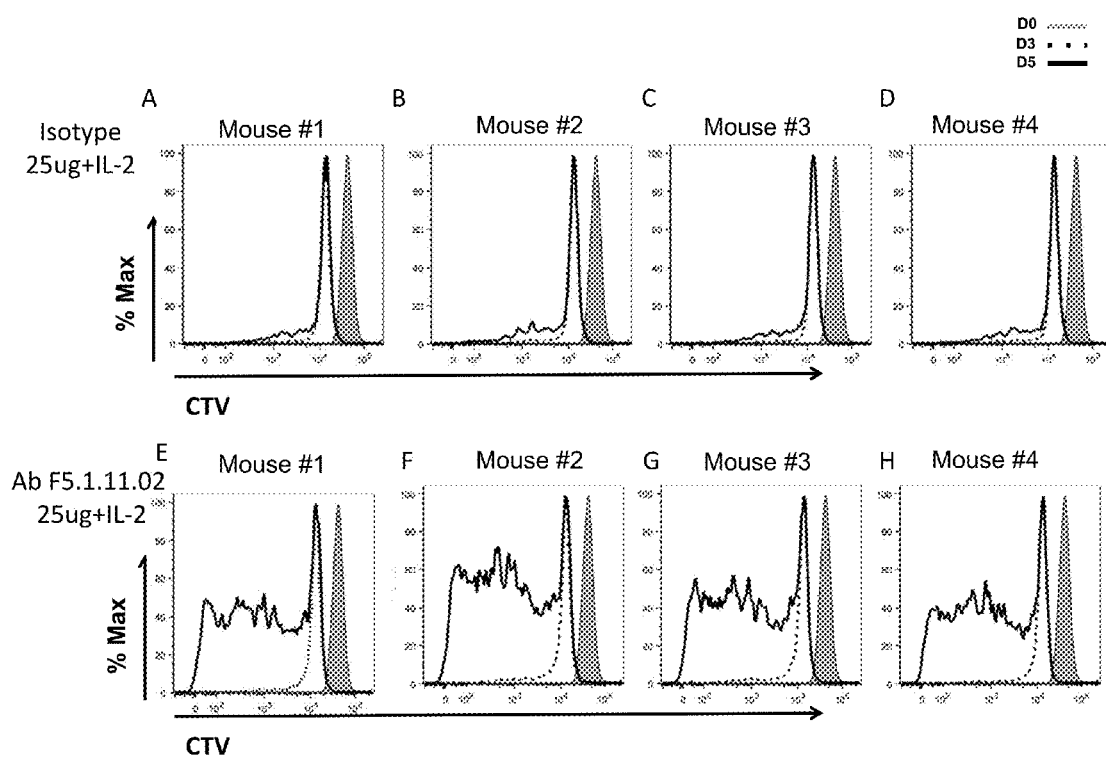 D0
D3
D5
A
B
C
D
Isotype
25ug+IL-2
Mouse #1
Mouse #2
Mouse #3
Mouse #4
% Max
CTV
E
F
G
H
Ab F5.1.11.02
25ug+IL-2
Mouse #1
Mouse #2
Mouse #3
Mouse #4
% Max
CTV